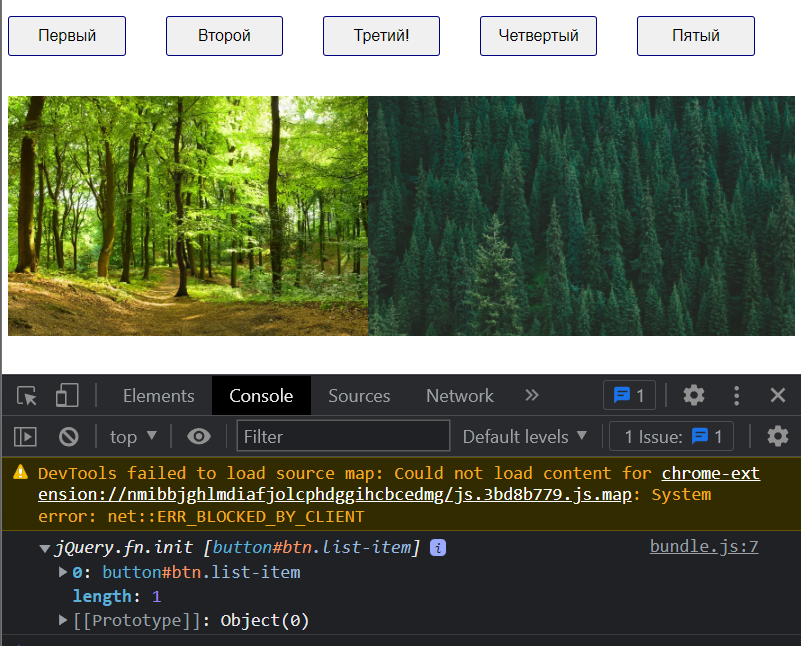 Первый Второй Третий! Четвертый Пятый
Elements Console Sources Network » 1
top ▼ Filter Default levels ▼ 1 Issue: 1
DevTools failed to load source map: Could not load content for chrome-ext
ension://nmibbjghlmdiafjolcphdggihcbcedmg/js.3bd8b779.js.map: System
error: net::ERR_BLOCKED_BY_CLIENT
▼jQuery.fn.init [button#btn.list-item] i bundle.js:7
▶0: button#btn.list-item
length: 1
▶[[Prototype]]: Object(0)